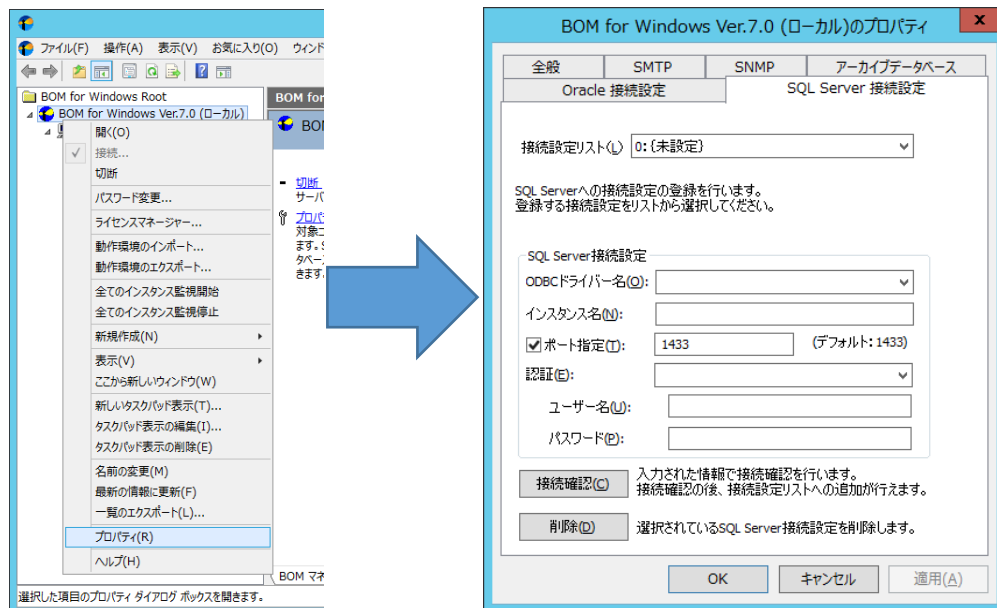 ファイル(F) 操作(A) 表示(V) お気に入り(O) ウィンド
BOM for Windows Root
BOM for Windows Ver.7.0 (ローカル)
BOM for
BOM
開く(O)
接続...
切断
パスワード変更...
ライセンスマネージャー...
動作環境のインポート...
動作環境のエクスポート...
全てのインスタンス監視開始
全てのインスタンス監視停止
新規作成(N)
表示(V)
ここから新しいウィンドウ(W)
新しいタスクパッド表示(T)...
タスクパッド表示の編集(I)...
タスクパッド表示の削除(E)
名前の変更(M)
最新の情報に更新(F)
一覧のエクスポート(L)...
プロパティ(R)
ヘルプ(H)
切断
サーバ
プロパ
対象コ
ます。S
タベース
きます。
BOM マネ
選択した項目のプロパティ ダイアログ ボックスを開きます。
BOM for Windows Ver.7.0 (ローカル)のプロパティ
x
全般 SMTP SNMP アーカイブデータベース
Oracle 接続設定 SQL Server 接続設定
接続設定リスト(L) 0:{未設定}
SQL Serverへの接続設定の登録を行います。
登録する接続設定をリストから選択してください。
SQL Server接続設定
ODBCドライバー名(O):
インスタンス名(N):
ポート指定(T): 1433 (デフォルト: 1433)
認証(E):
ユーザー名(U):
パスワード(P):
接続確認(C) 入力された情報で接続確認を行います。
接続確認の後、接続設定リストへの追加が行えます。
削除(D) 選択されているSQL Server接続設定を削除します。
OK キャンセル 適用(A)